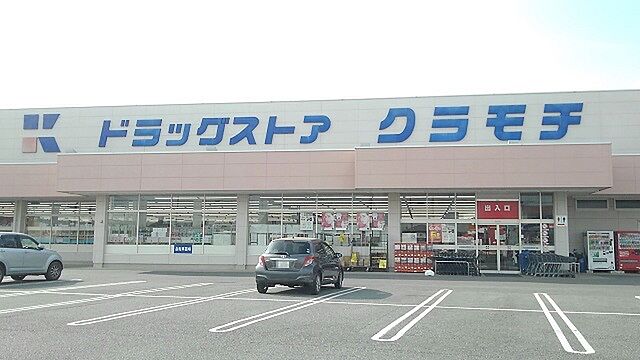 ドラッグストア クラモチ
出入口